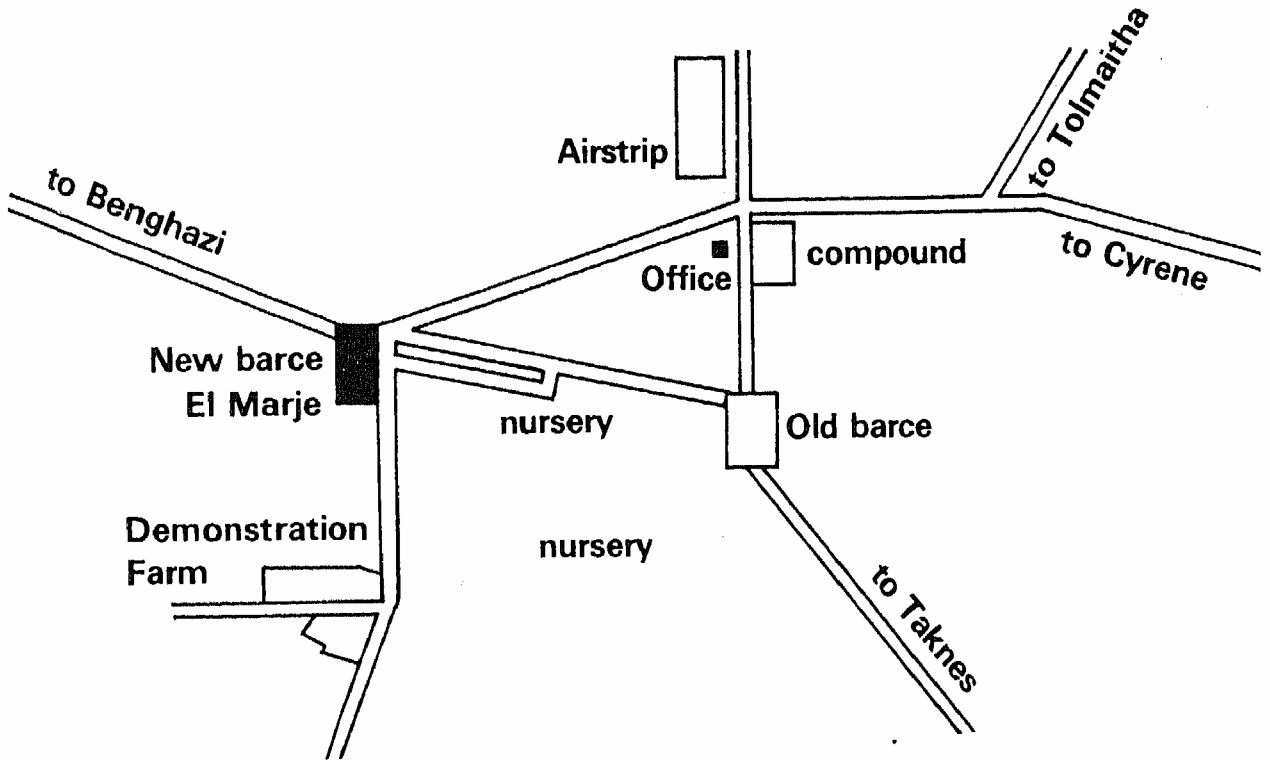 to Tolmaitha
Airstrip
to Benghazi
compound
to Cyrene
Office
New barce
El Marje
nursery
Old barce
Demonstration
Farm
nursery
to Taknes